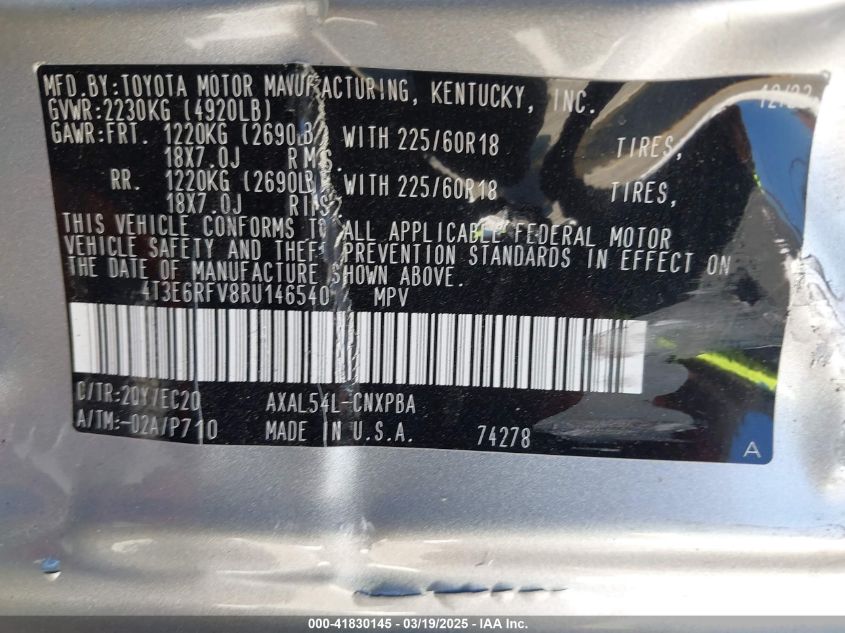 MFD.BY:TOYOTA MOTOR MANUFACTURING, KENTUCKY, INC. 12/23
GVWR:2230KG (4920LB)
GAWR:FRT. 1220KG (2690LB) WITH 225/60R18 TIRES,
18X7.0J RIMS,
RR. 1220KG (2690LB) WITH 225/60R18 TIRES,
18X7.0J RIMS
THIS VEHICLE CONFORMS TO ALL APPLICABLE FEDERAL MOTOR
VEHICLE SAFETY AND THEFT PREVENTION STANDARDS IN EFFECT ON
THE DATE OF MANUFACTURE SHOWN ABOVE.
4T3E6RFV8RU146540 MPV
C/TR:20Y/EC20 AXAL54L-CNXPBA
A/TM:-02A/P710 MADE IN U.S.A. 74278
A
000-41830145 - 03/19/2025 - IAA Inc.